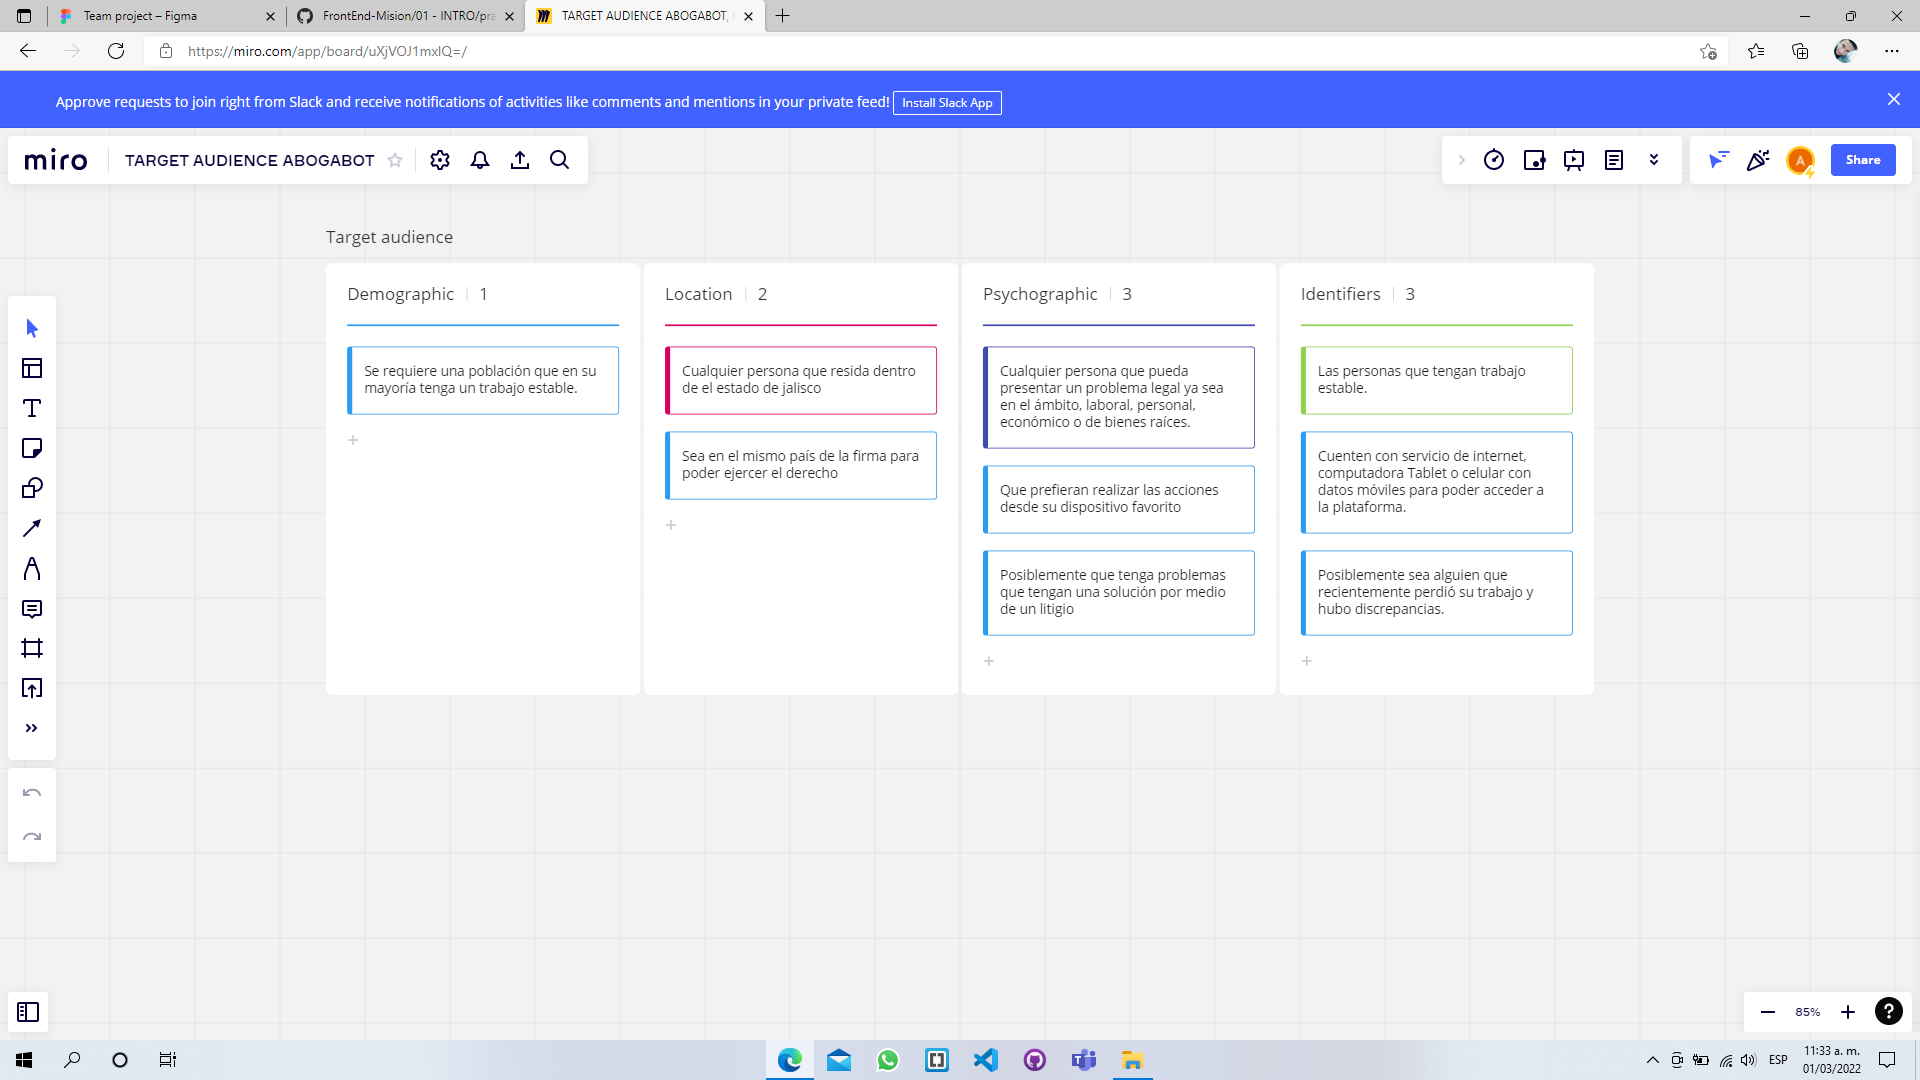 Team project – Figma
FrontEnd-Mision/01 - INTRO/pra
TARGET AUDIENCE ABOGABOT,
https://miro.com/app/board/uXjVOJ1mxlQ=/
Approve requests to join right from Slack and receive notifications of activities like comments and mentions in your private feed! Install Slack App
miro TARGET AUDIENCE ABOGABOT
A Share
Target audience
Demographic 1
Se requiere una población que en su
mayoría tenga un trabajo estable.
Location 2
Cualquier persona que resida dentro
de el estado de jalisco
Sea en el mismo país de la firma para
poder ejercer el derecho
Psychographic 3
Cualquier persona que pueda
presentar un problema legal ya sea
en el ámbito, laboral, personal,
económico o de bienes raíces.
Que prefieran realizar las acciones
desde su dispositivo favorito
Posiblemente que tenga problemas
que tengan una solución por medio
de un litigio
Identifiers 3
Las personas que tengan trabajo
estable.
Cuenten con servicio de internet,
computadora Tablet o celular con
datos móviles para poder acceder a
la plataforma.
Posiblemente sea alguien que
recientemente perdió su trabajo y
hubo discrepancias.
85%
?
ESP
11:33 a. m.
01/03/2022